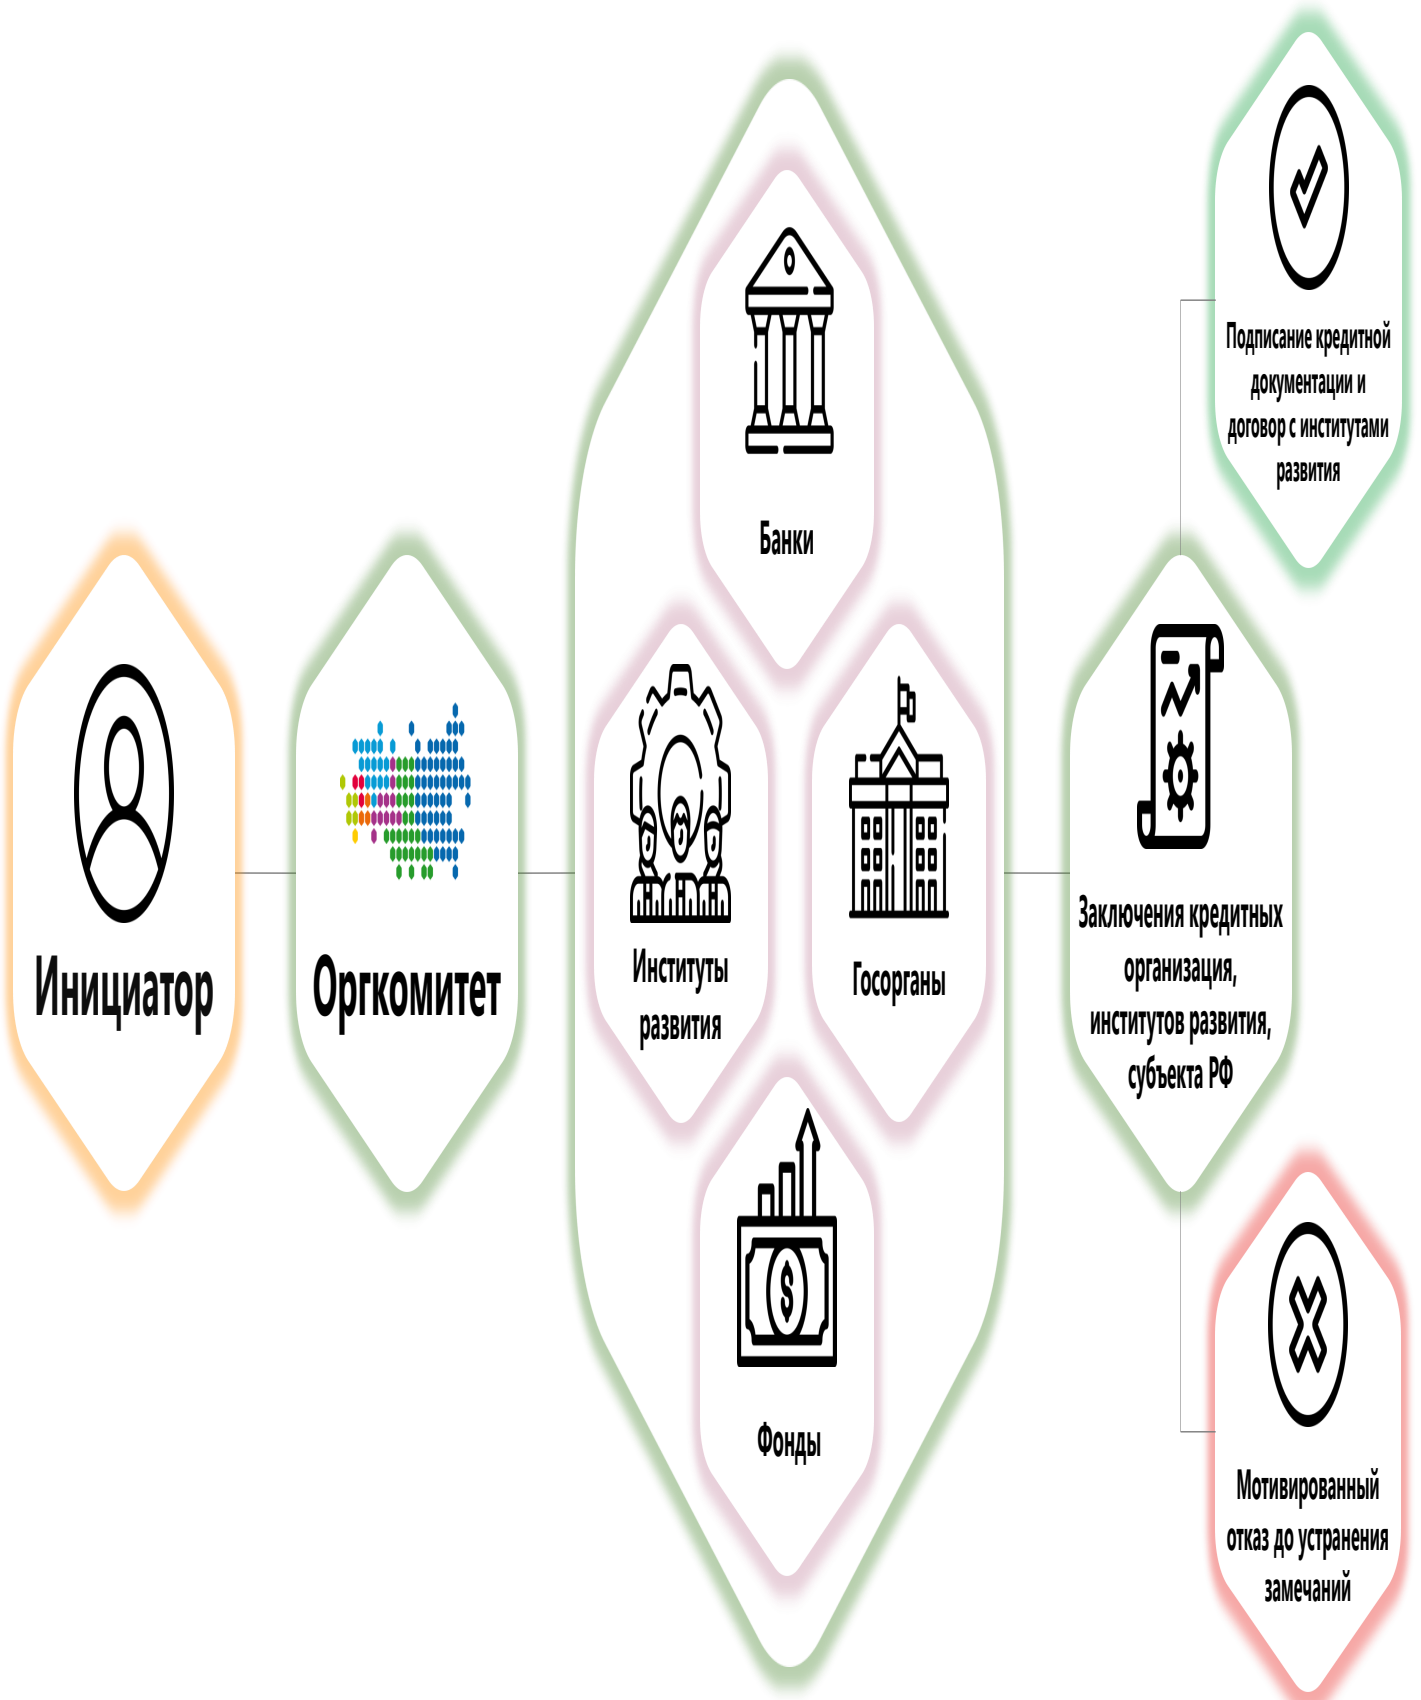 Инициатор
Оргкомитет
Банки
Институты
развития
Госорганы
Фонды
Заключения кредитных
организация,
институтов развития,
субъекта РФ
Подписание кредитной
документации и
договор с институтами
развития
Мотивированный
отказ до устранения
замечаний